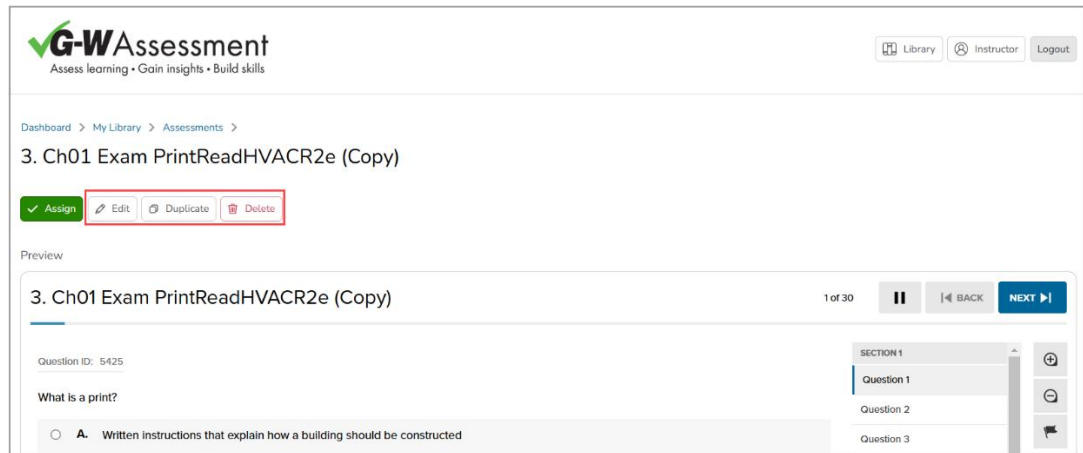 G-W Assessment
Assess learning • Gain insights • Build skills
Library
Instructor
Logout
Dashboard > My Library > Assessments >
3. Ch01 Exam PrintReadHVACR2e (Copy)
Assign
Edit
Duplicate
Delete
Preview
3. Ch01 Exam PrintReadHVACR2e (Copy)
1 of 30
BACK
NEXT
Question ID: 5425
SECTION 1
Question 1
What is a print?
Question 2
A. Written instructions that explain how a building should be constructed
Question 3